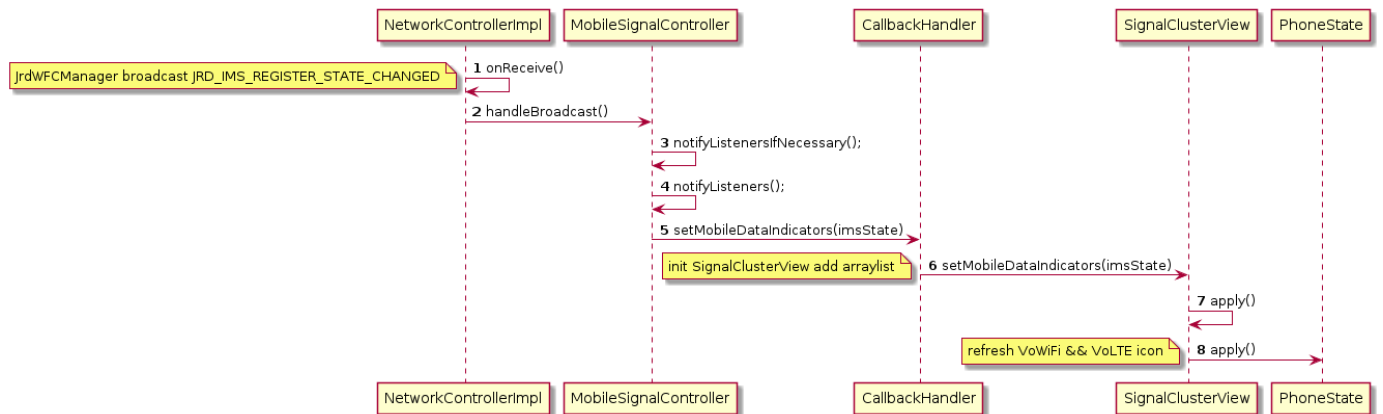 NetworkControllerImpl
MobileSignalController
CallbackHandler
SignalClusterView
PhoneState
JrdWFCManager broadcast JRD_IMS_REGISTER_STATE_CHANGED
1 onReceive()
2 handleBroadcast()
3 notifyListenersIfNecessary();
4 notifyListeners();
5 setMobileDataIndicators(imsState)
init SignalClusterView add arraylist
6 setMobileDataIndicators(imsState)
7 apply()
refresh VoWiFi && VoLTE icon
8 apply()
NetworkControllerImpl
MobileSignalController
CallbackHandler
SignalClusterView
PhoneState